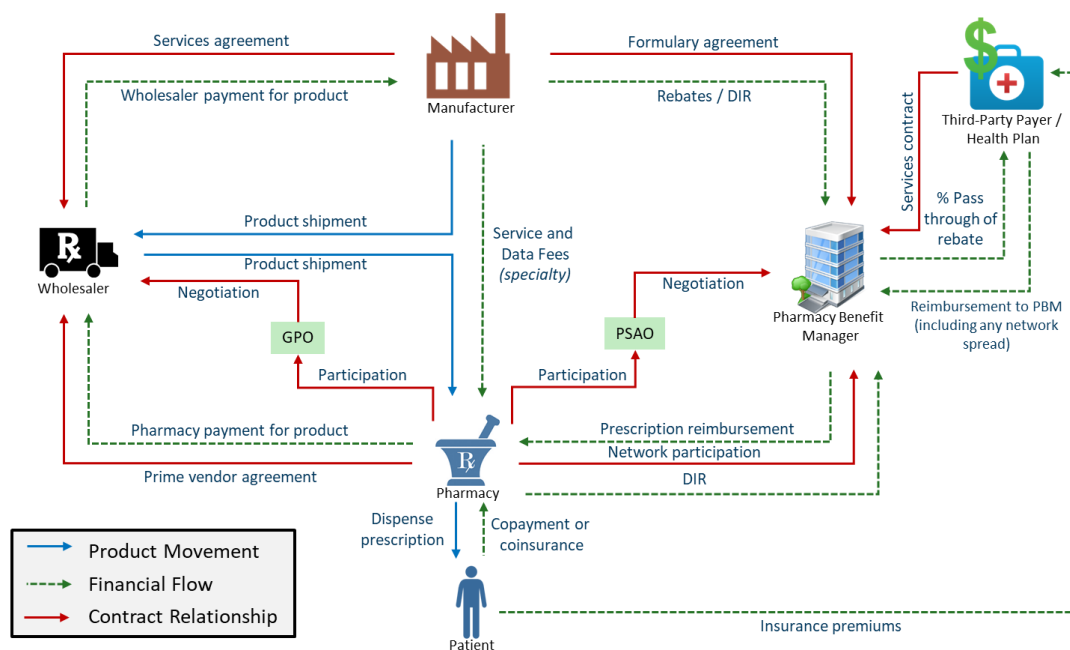 Services agreement
Formulary agreement
Wholesaler payment for product
Manufacturer
Rebates / DIR
Third-Party Payer /
Health Plan
Services contract
Product shipment
Product shipment
Service and
Data Fees
(specialty)
% Pass
through of
rebate
Rx
Wholesaler
Negotiation
Negotiation
Pharmacy Benefit
Manager
Reimbursement to PBM
(including any network
spread)
GPO
PSAO
Participation
Participation
Pharmacy payment for product
Prescription reimbursement
Rx
Network participation
Prime vendor agreement
Pharmacy
DIR
Dispense
prescription
Copayment or
coinsurance
Product Movement
Financial Flow
Contract Relationship
Patient
Insurance premiums